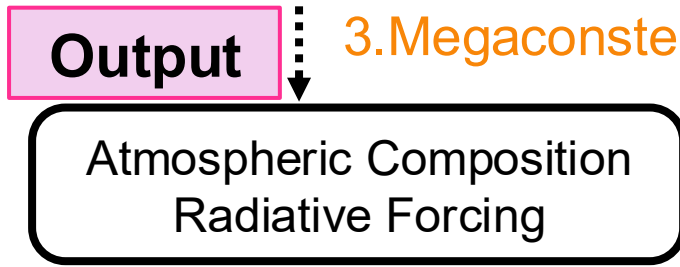 Output
3.Megaconste
Atmospheric Composition
Radiative Forcing